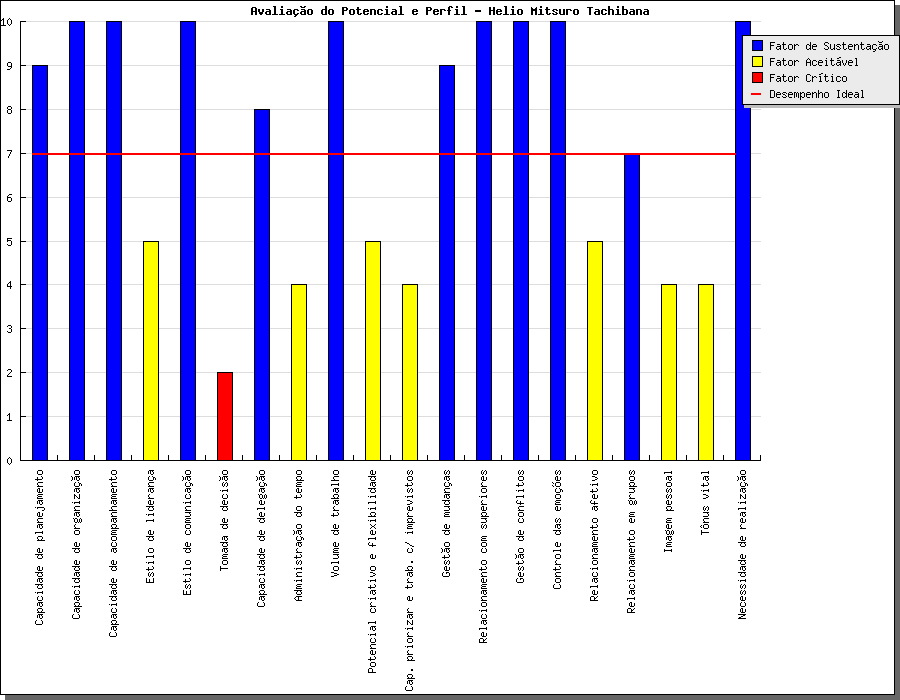 Avaliação do Potencial e Perfil - Helio Mitsuro Tachibana
10
9
8
7
6
5
4
3
2
1
0
Fator de Sustentação
Fator Aceitável
Fator Crítico
Desempenho Ideal
Capacidade de planejamento
Capacidade de organização
Capacidade de acompanhamento
Estilo de liderança
Estilo de comunicação
Tomada de decisão
Capacidade de delegação
Administração do tempo
Volume de trabalho
Potencial criativo e flexibilidade
Cap. priorizar e trab. c/ imprevistos
Gestão de mudanças
Relacionamento com superiores
Gestão de conflitos
Controle das emoções
Relacionamento afetivo
Relacionamento em grupos
Imagem pessoal
Tônus vital
Necessidade de realização